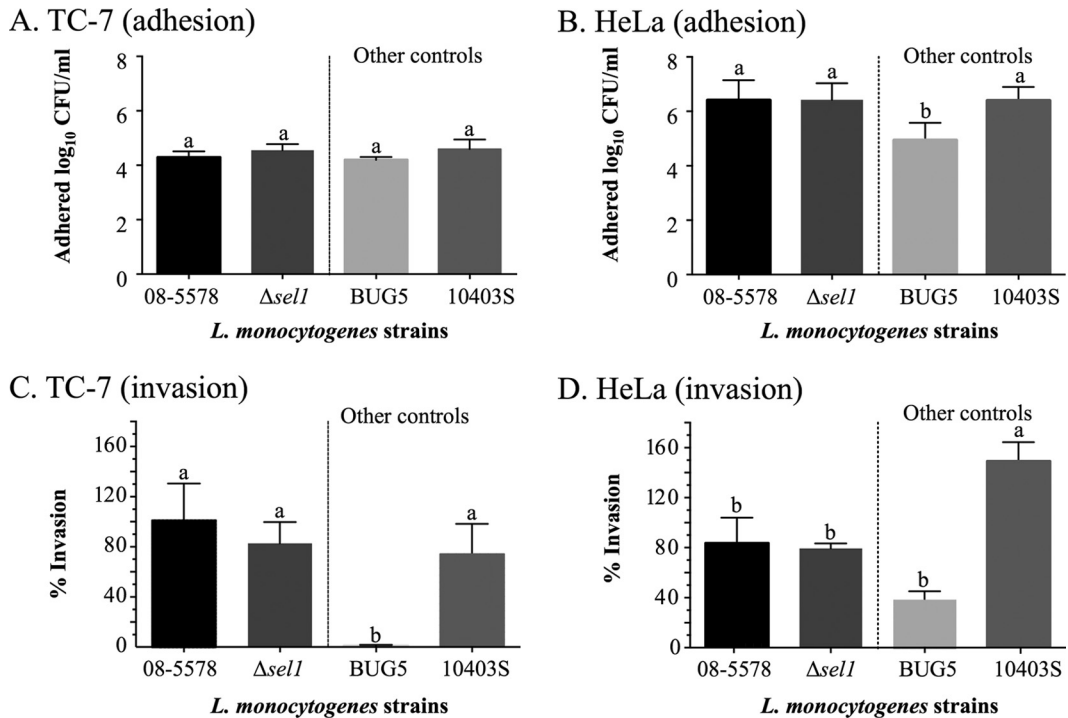 A. TC-7 (adhesion)
Other controls
Adhered log10 CFU/ml
8
6
4
2
0
a
a
a
a
08-5578
Δsel1
BUG5
10403S
L. monocytogenes strains
B. HeLa (adhesion)
Other controls
Adhered log10 CFU/ml
8
6
4
2
0
a
a
b
a
08-5578
Δsel1
BUG5
10403S
L. monocytogenes strains
C. TC-7 (invasion)
Other controls
% Invasion
160
120
80
40
0
a
a
b
a
08-5578
Δsel1
BUG5
10403S
L. monocytogenes strains
D. HeLa (invasion)
Other controls
% Invasion
160
120
80
40
0
b
b
b
a
08-5578
Δsel1
BUG5
10403S
L. monocytogenes strains